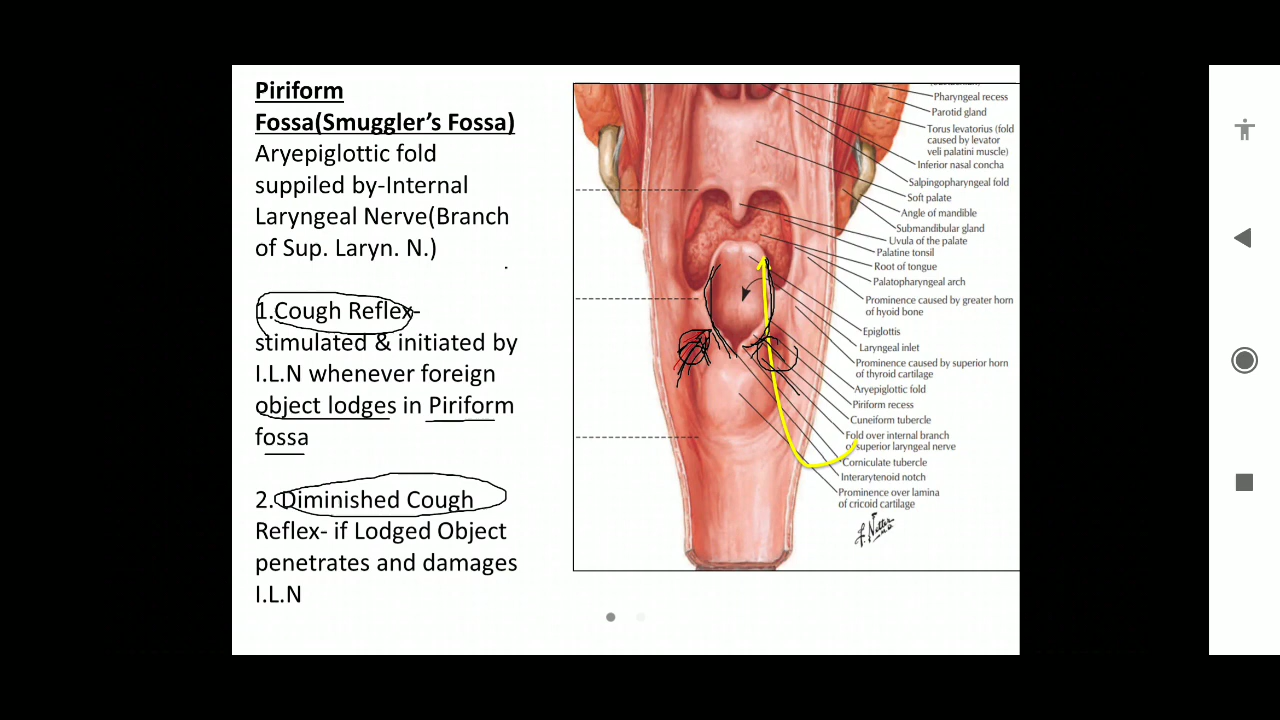 Piriform
Fossa(Smuggler's Fossa)
Aryepiglottic fold
suppiled by-Internal
Laryngeal Nerve(Branch
of Sup. Laryn. N.)
1.Cough Reflex-
stimulated & initiated by
I.L.N whenever foreign
object lodges in Piriform
fossa
2. Diminished Cough
Reflex- if Lodged Object
penetrates and damages
I.L.N
Pharyngeal recess
Parotid gland
Torus levatorius (fold
caused by levator
veli palatini muscle)
Inferior nasal concha
Salpingopharyngeal fold
Soft palate
Angle of mandible
Submandibular gland
Uvula of the palate
Palatine tonsil
Root of tongue
Palatopharyngeal arch
Prominence caused by greater horn
of hyoid bone
Epiglottis
Laryngeal inlet
Prominence caused by superior horn
of thyroid cartilage
Aryepiglottic fold
Piriform recess
Cuneiform tubercle
Fold over internal branch
of superior laryngeal nerve
Corniculate tubercle
Interarytenoid notch
Prominence over lamina
of cricoid cartilage
F. Netter